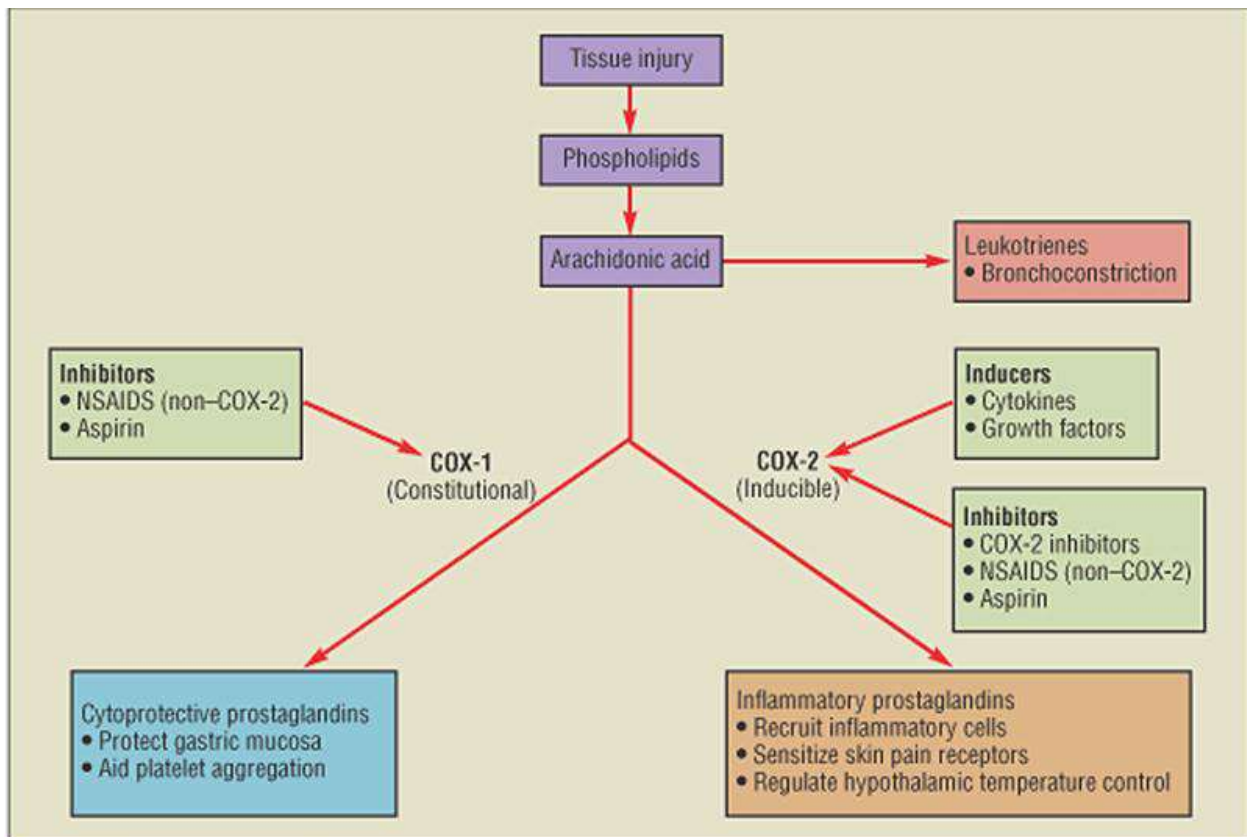 Tissue injury
Phospholipids
Arachidonic acid
Leukotrienes
• Bronchoconstriction
Inhibitors
• NSAIDS (non–COX-2)
• Aspirin
COX-1
(Constitutional)
COX-2
(Inducible)
Inducers
• Cytokines
• Growth factors
Inhibitors
• COX-2 inhibitors
• NSAIDS (non–COX-2)
• Aspirin
Cytoprotective prostaglandins
• Protect gastric mucosa
• Aid platelet aggregation
Inflammatory prostaglandins
• Recruit inflammatory cells
• Sensitize skin pain receptors
• Regulate hypothalamic temperature control